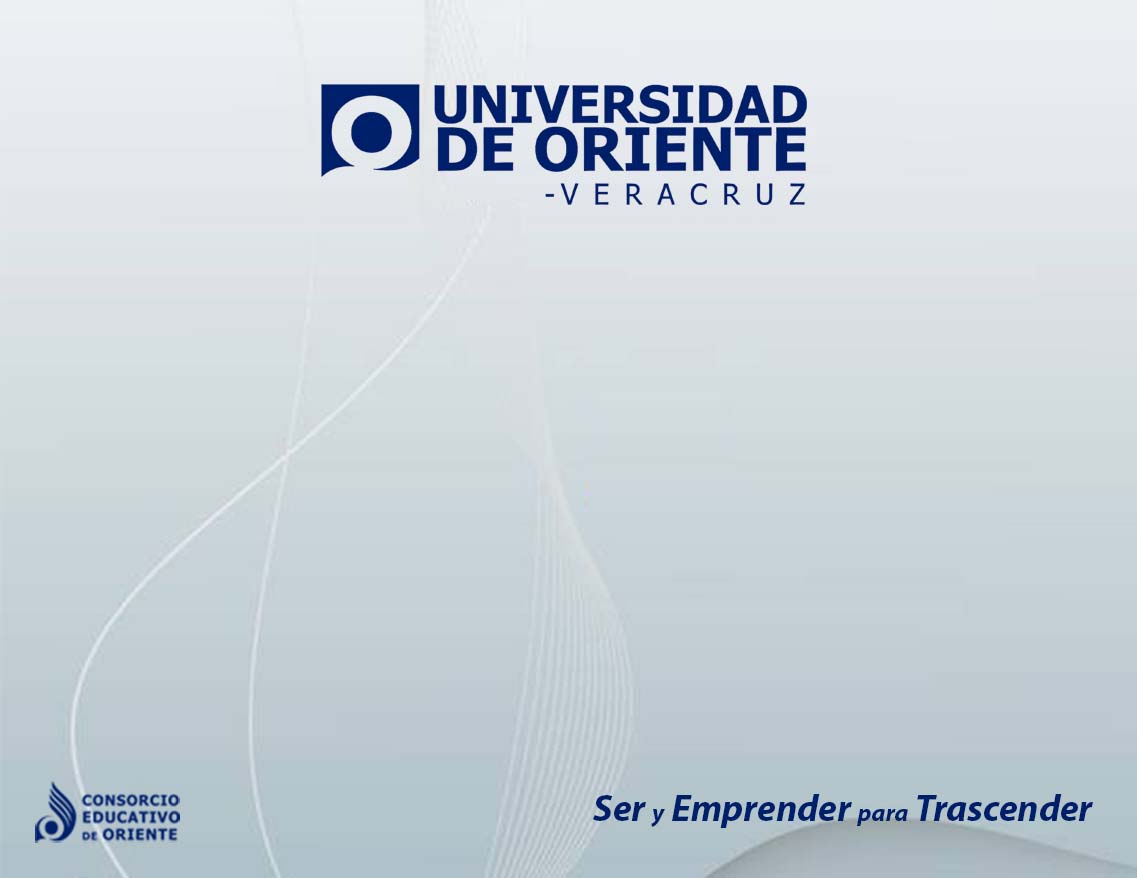 UNIVERSIDAD
DE ORIENTE
-VERACRUZ
CONSORCIO
EDUCATIVO
DE ORIENTE
Ser y Emprender para Trascender